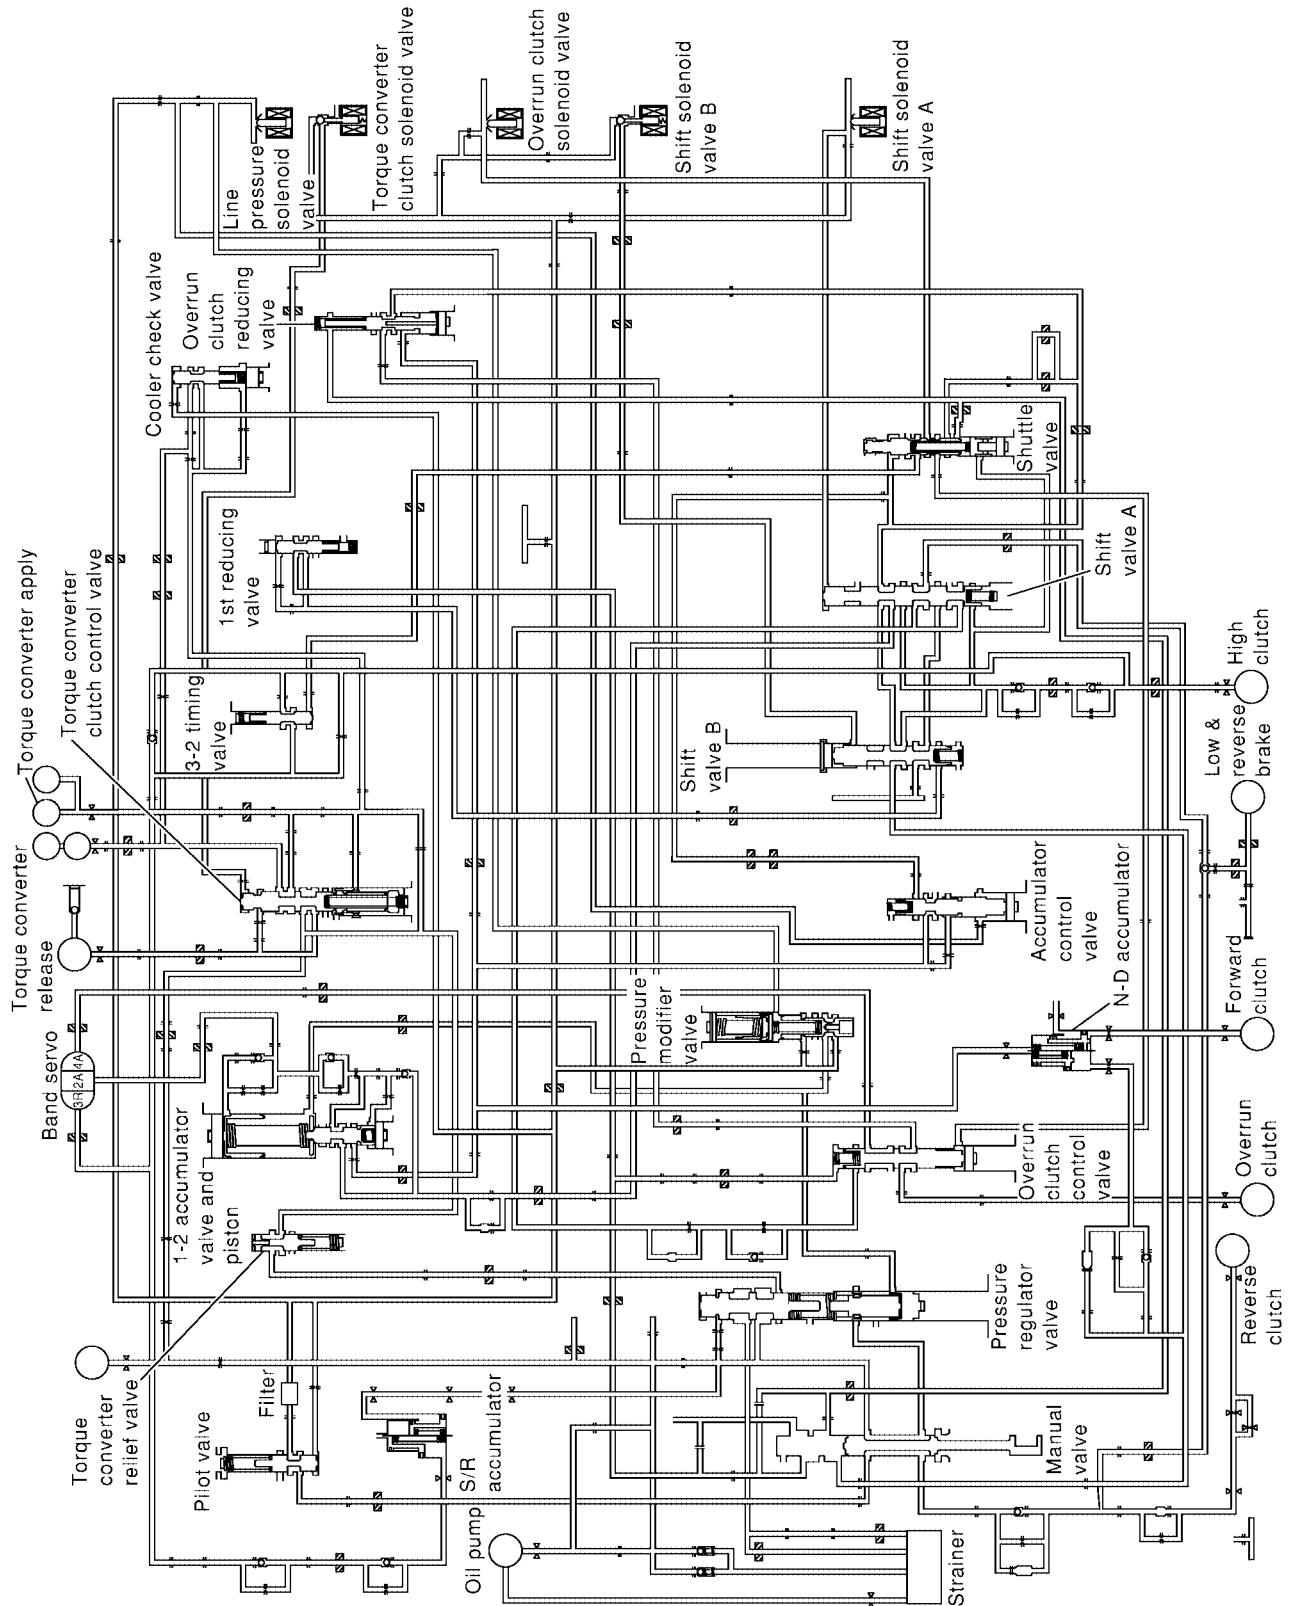 Line
pressure
solenoid
valve
Torque converter
clutch solenoid valve
Overrun clutch
solenoid valve
Shift solenoid
valve B
Shift solenoid
valve A
Cooler check valve
Overrun
clutch
reducing
valve
1st reducing
valve
Shuttle
valve
Shift
valve A
Torque converter apply
Torque converter
clutch control valve
3-2 timing
valve
Shift
valve B
High
clutch
Low &
reverse
brake
Torque converter
Torque converter
release
Accumulator
control
valve
N-D accumulator
Forward
clutch
Band servo
3R 2A 4A
Pressure
modifier
valve
1-2 accumulator
valve and
piston
Overrun
clutch
control
valve
Overrun
clutch
Torque
converter
relief valve
Pressure
regulator
valve
Reverse
clutch
Filter
Pilot valve
S/R
accumulator
Manual
valve
Oil pump
Strainer